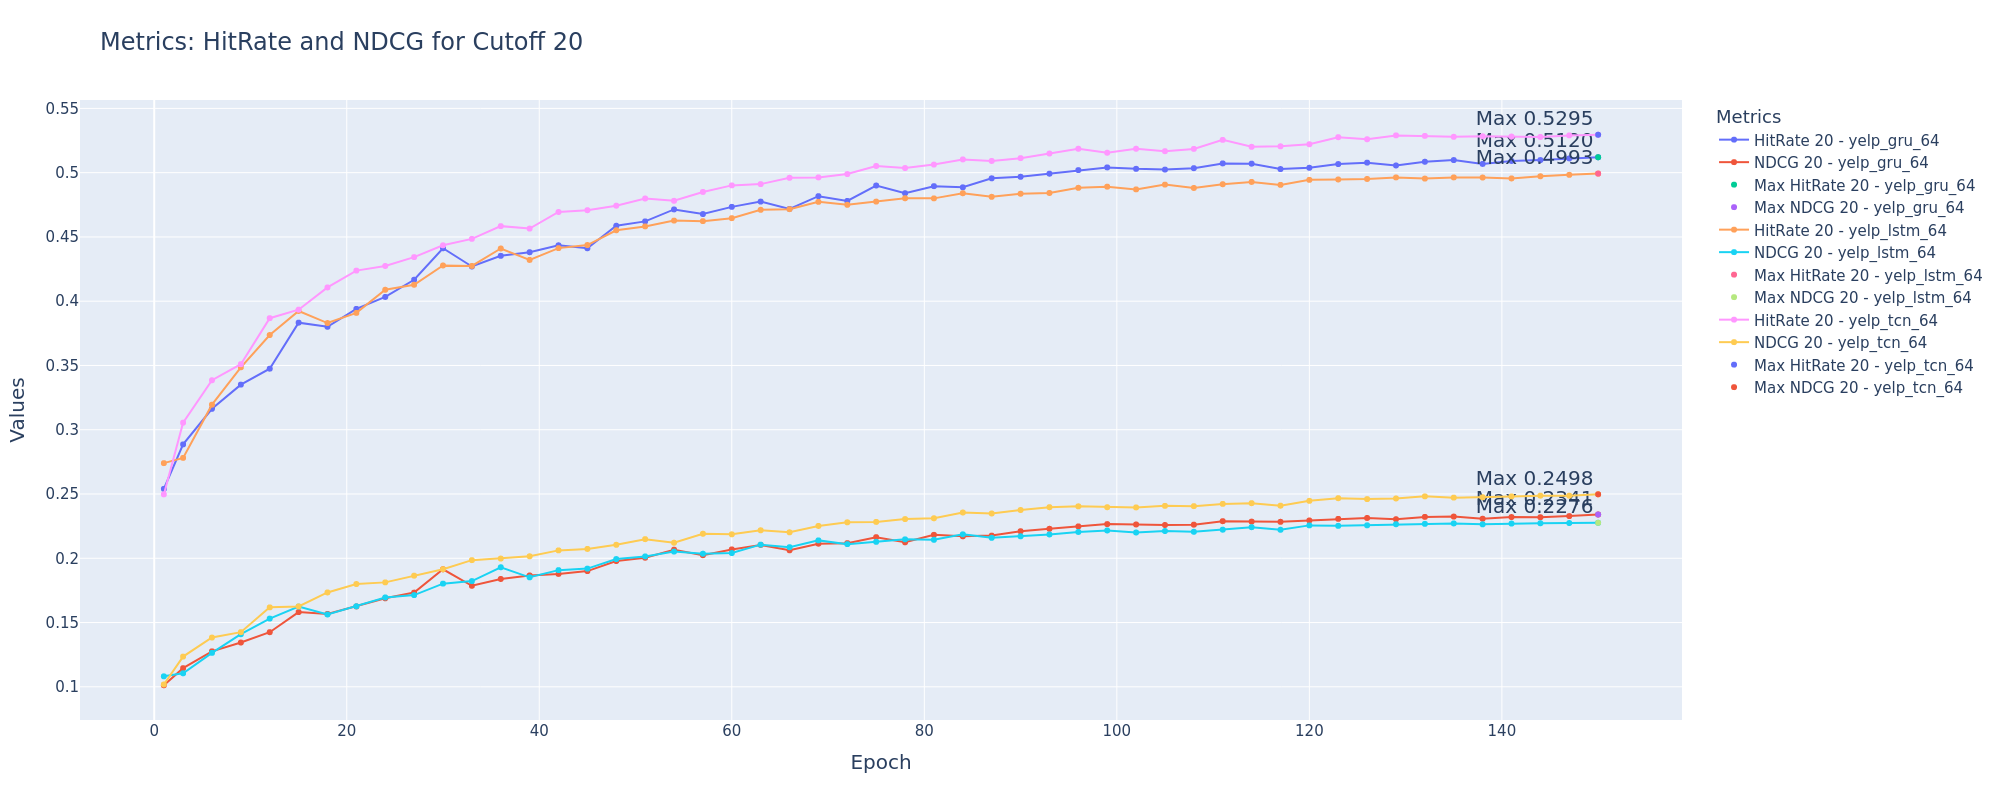 Metrics: HitRate and NDCG for Cutoff 20
0.55
0.5
0.45
0.4
0.35
0.3
0.25
0.2
0.15
0.1
Values
Max 0.5295
Max 0.5120
Max 0.4993
Max 0.2498
Max 0.2341
Max 0.2276
0 20 40 60 80 100 120 140
Epoch
Metrics
HitRate 20 - yelp_gru_64
NDCG 20 - yelp_gru_64
Max HitRate 20 - yelp_gru_64
Max NDCG 20 - yelp_gru_64
HitRate 20 - yelp_lstm_64
NDCG 20 - yelp_lstm_64
Max HitRate 20 - yelp_lstm_64
Max NDCG 20 - yelp_lstm_64
HitRate 20 - yelp_tcn_64
NDCG 20 - yelp_tcn_64
Max HitRate 20 - yelp_tcn_64
Max NDCG 20 - yelp_tcn_64